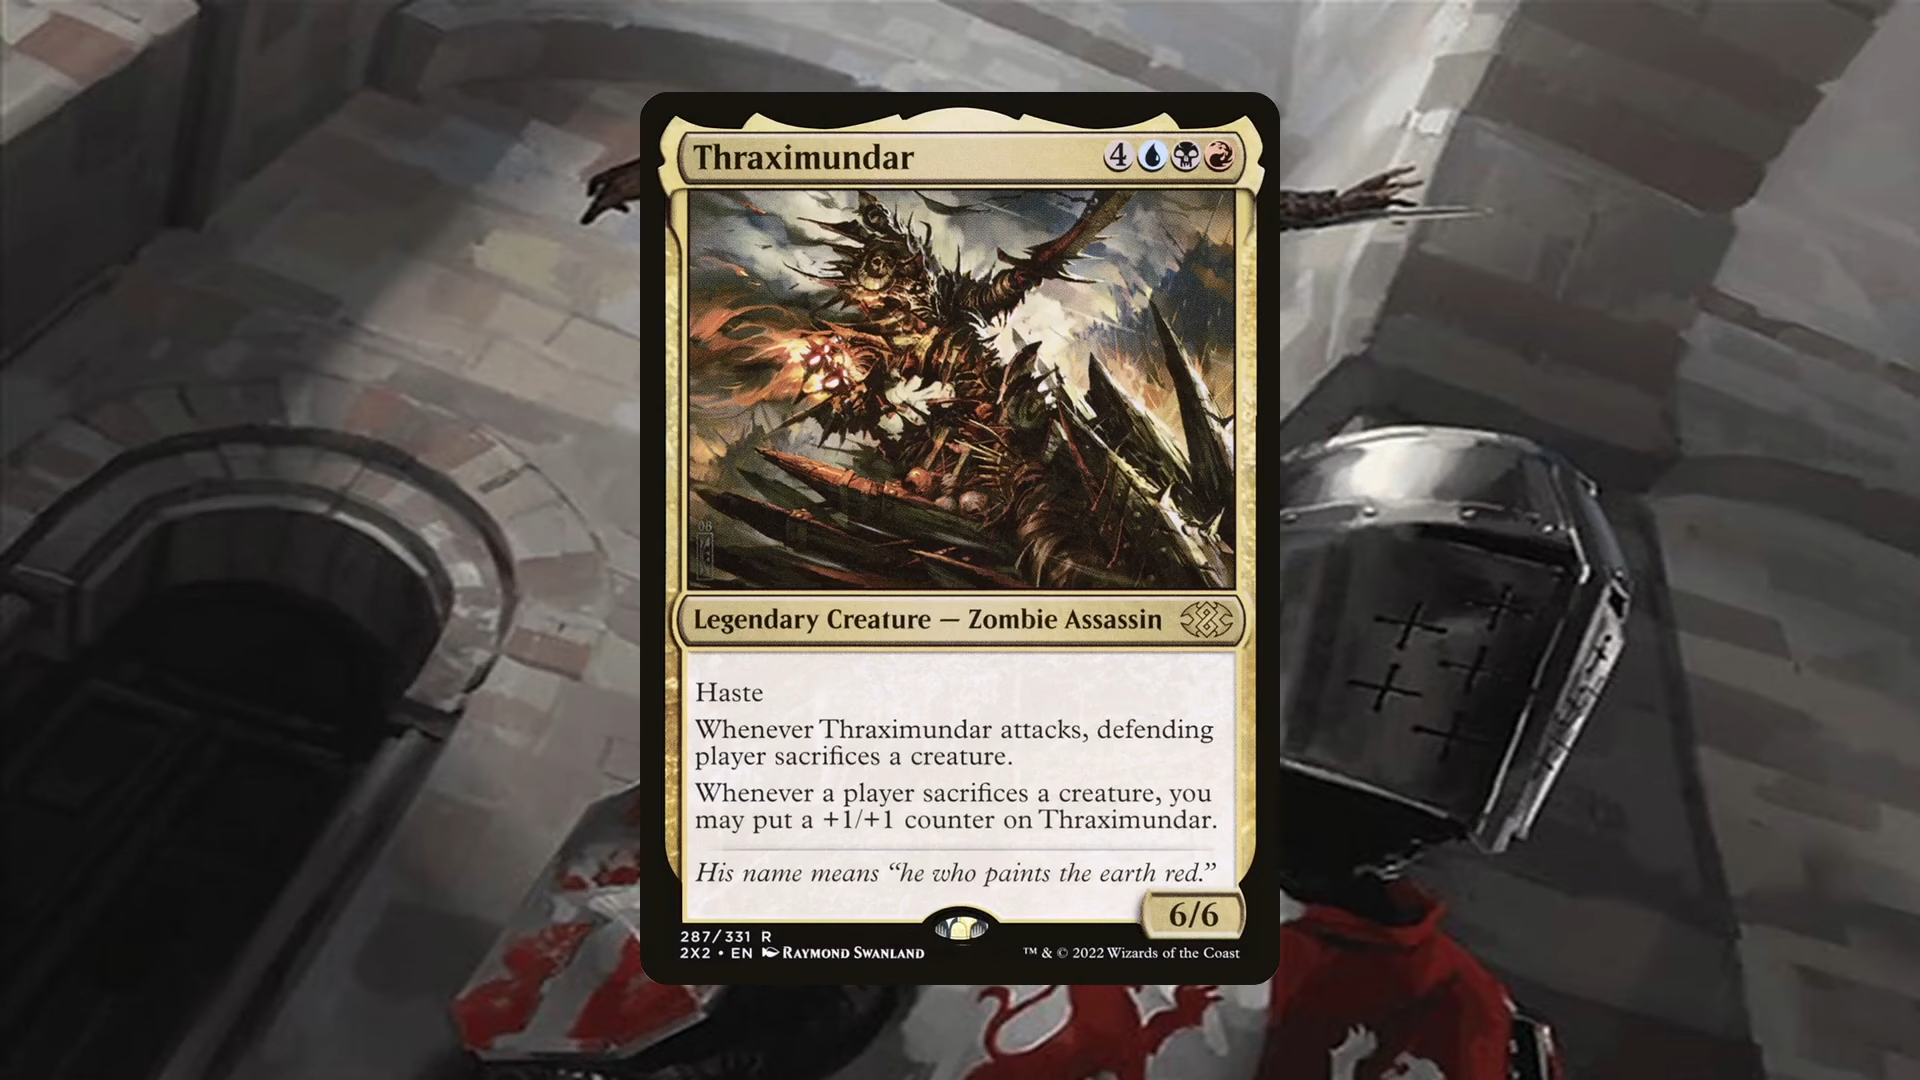 Thraximundar
4
08
Legendary Creature — Zombie Assassin
Haste
Whenever Thraximundar attacks, defending
player sacrifices a creature.
Whenever a player sacrifices a creature, you
may put a +1/+1 counter on Thraximundar.
His name means “he who paints the earth red.”
6/6
287/331 R
2X2 • EN RAYMOND SWANLAND
™ & © 2022 Wizards of the Coast